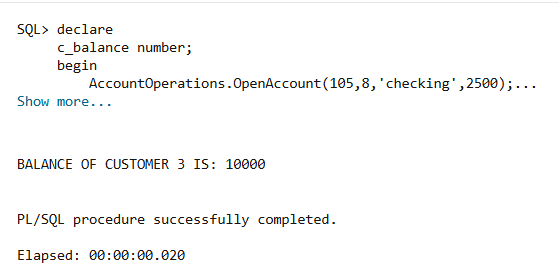 SQL> declare
c_balance number;
begin
AccountOperations.OpenAccount(105,8,'checking',2500);...
Show more...
BALANCE OF CUSTOMER 3 IS: 10000
PL/SQL procedure successfully completed.
Elapsed: 00:00:00.020